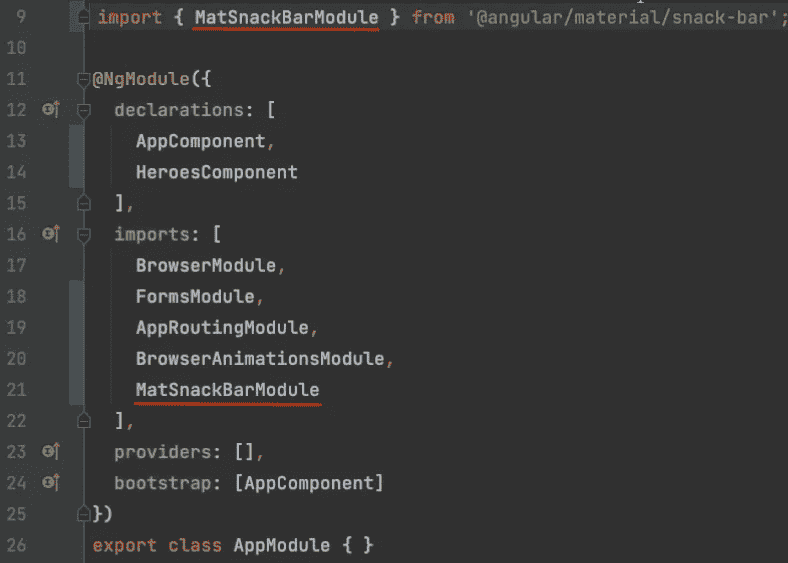 9 import { MatSnackBarModule } from '@angular/material/snack-bar';
10
11 @NgModule({
12 declarations: [
13 AppComponent,
14 HeroesComponent
15 ],
16 imports: [
17 BrowserModule,
18 FormsModule,
19 AppRoutingModule,
20 BrowserAnimationsModule,
21 MatSnackBarModule
22 ],
23 providers: [],
24 bootstrap: [AppComponent]
25 })
26 export class AppModule { }